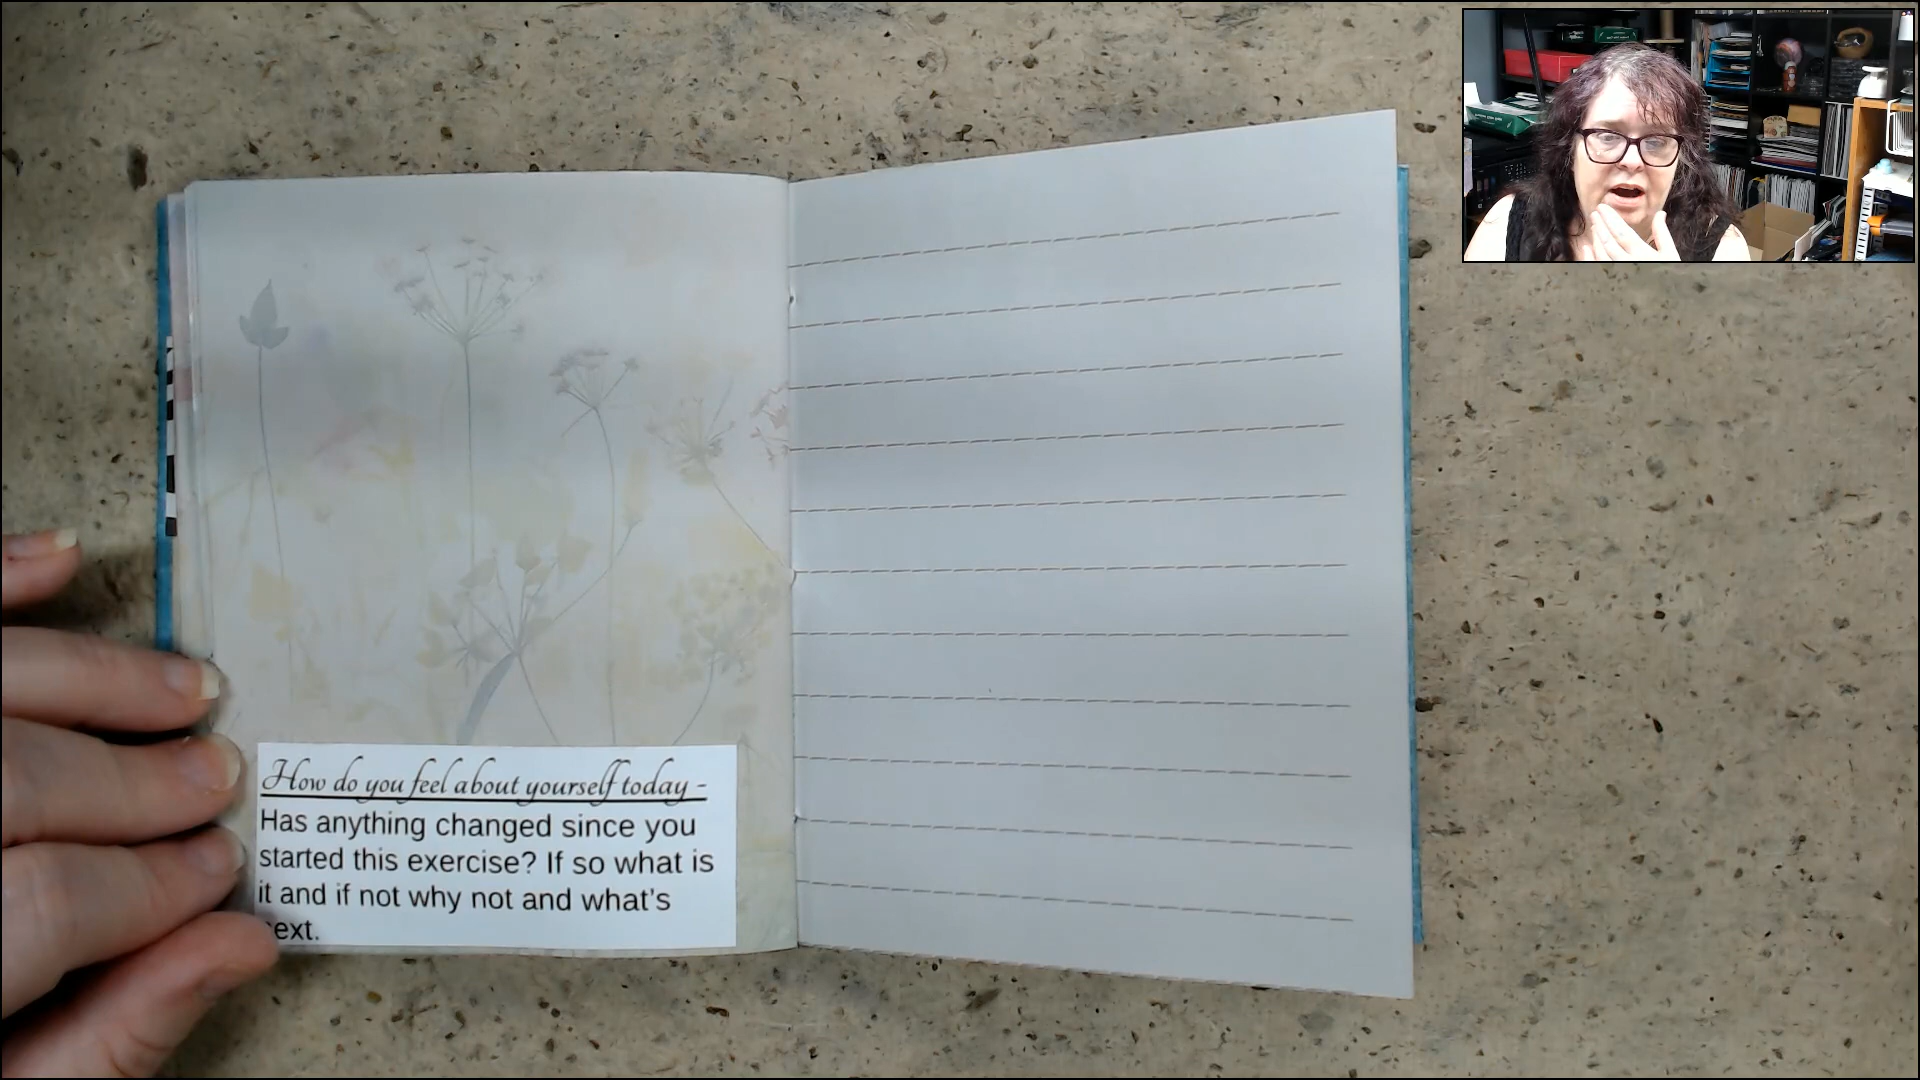 How do you feel about yourself today -
Has anything changed since you
started this exercise? If so what is
it and if not why not and what's
ext.